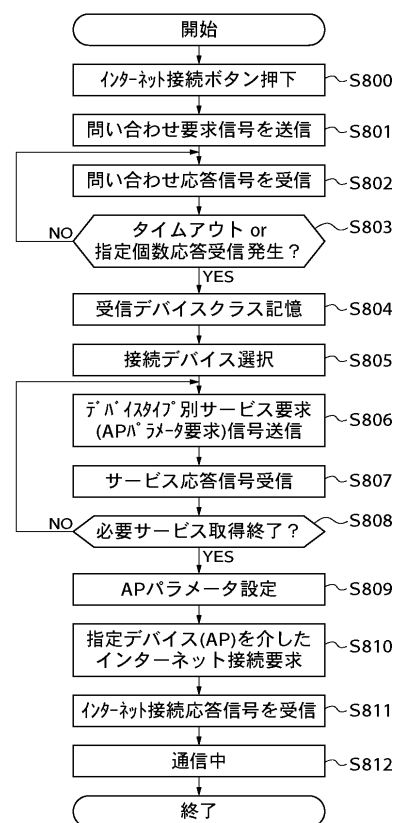 開始
インターネット接続ボタン押下 S800
問い合わせ要求信号を送信 S801
問い合わせ応答信号を受信 S802
タイムアウト or
指定個数応答受信発生？ S803
NO
YES
受信デバイスクラス記憶 S804
接続デバイス選択 S805
デバイスタイプ別サービス要求
(APパラメータ要求)信号送信 S806
サービス応答信号受信 S807
必要サービス取得終了？ S808
NO
YES
APパラメータ設定 S809
指定デバイス(AP)を介した
インターネット接続要求 S810
インターネット接続応答信号を受信 S811
通信中 S812
終了